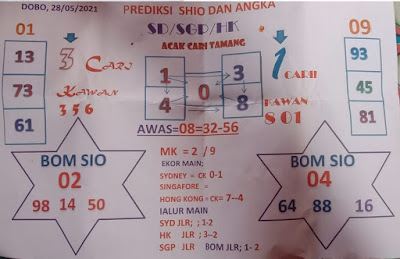 DOBO, 28/05/2021
PREDIKSI SHIO DAN ANGKA
01
SD/SGP/HK
09
ACAK CARI TAMANG
13
3 CARI
1 3
1 CARII
93
73
KAWAN
0
45
356
4 8
KAWAN
801
61
81
AWAS=08=32-56
MK = 2 / 9
EKOR MAIN;
BOM SIO
02
98 14 50
SYDNEY = CK 0-1
SINGAFORE =
HONG KONG = CK= 7--4
IALUR MAIN
SYD JLR; ; 1-2
HK JLR ; 3--2
SGP JLR BOM JLR; 1- 2
BOM SIO
04
64 88 16